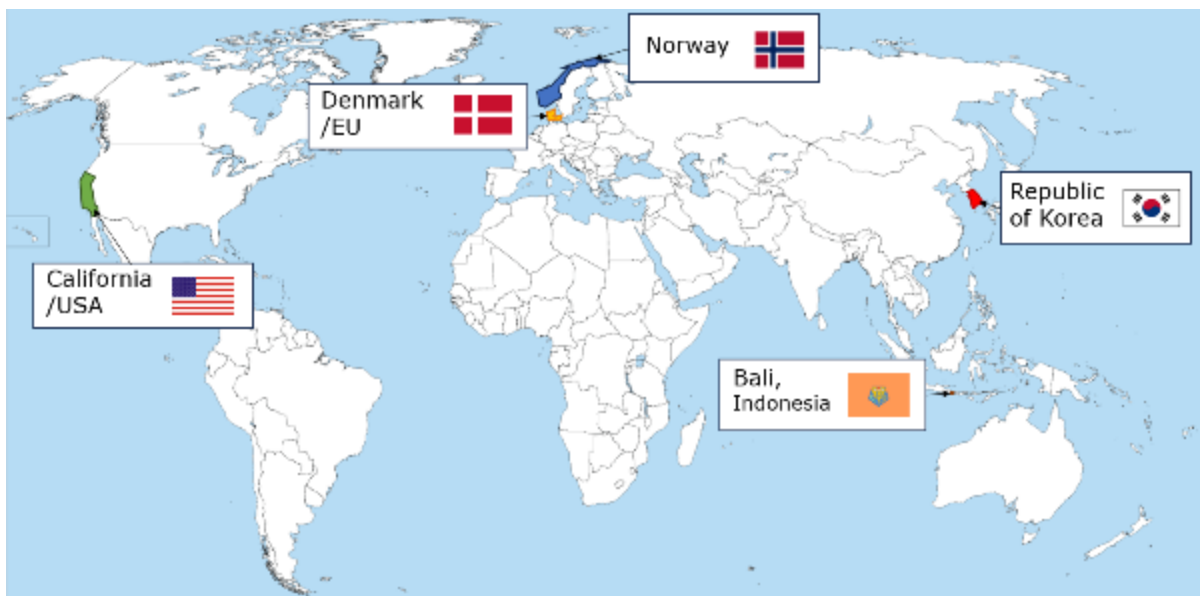 Norway
Denmark
/EU
Republic
of Korea
California
/USA
Bali,
Indonesia